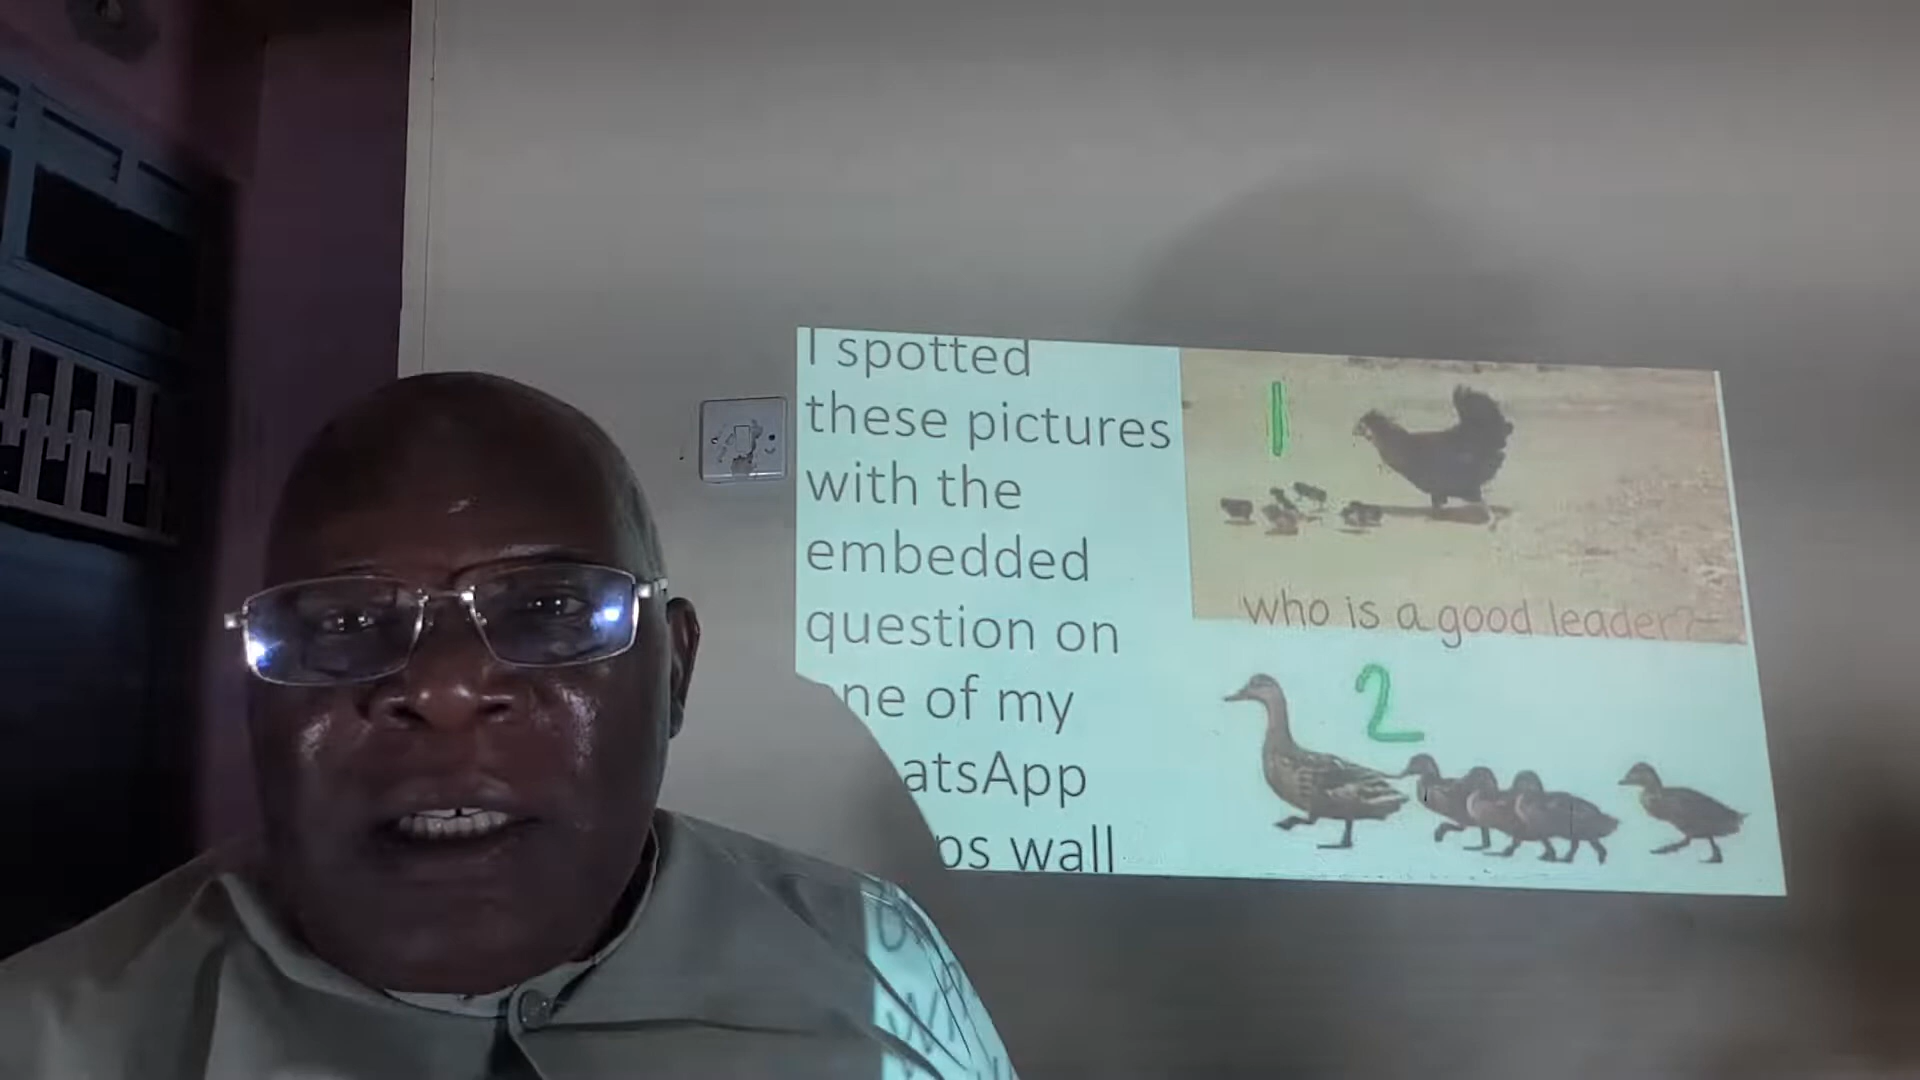 I spotted
these pictures
with the
embedded
question on
ne of my
atsApp
ps wall
1
who is a good leader?
2